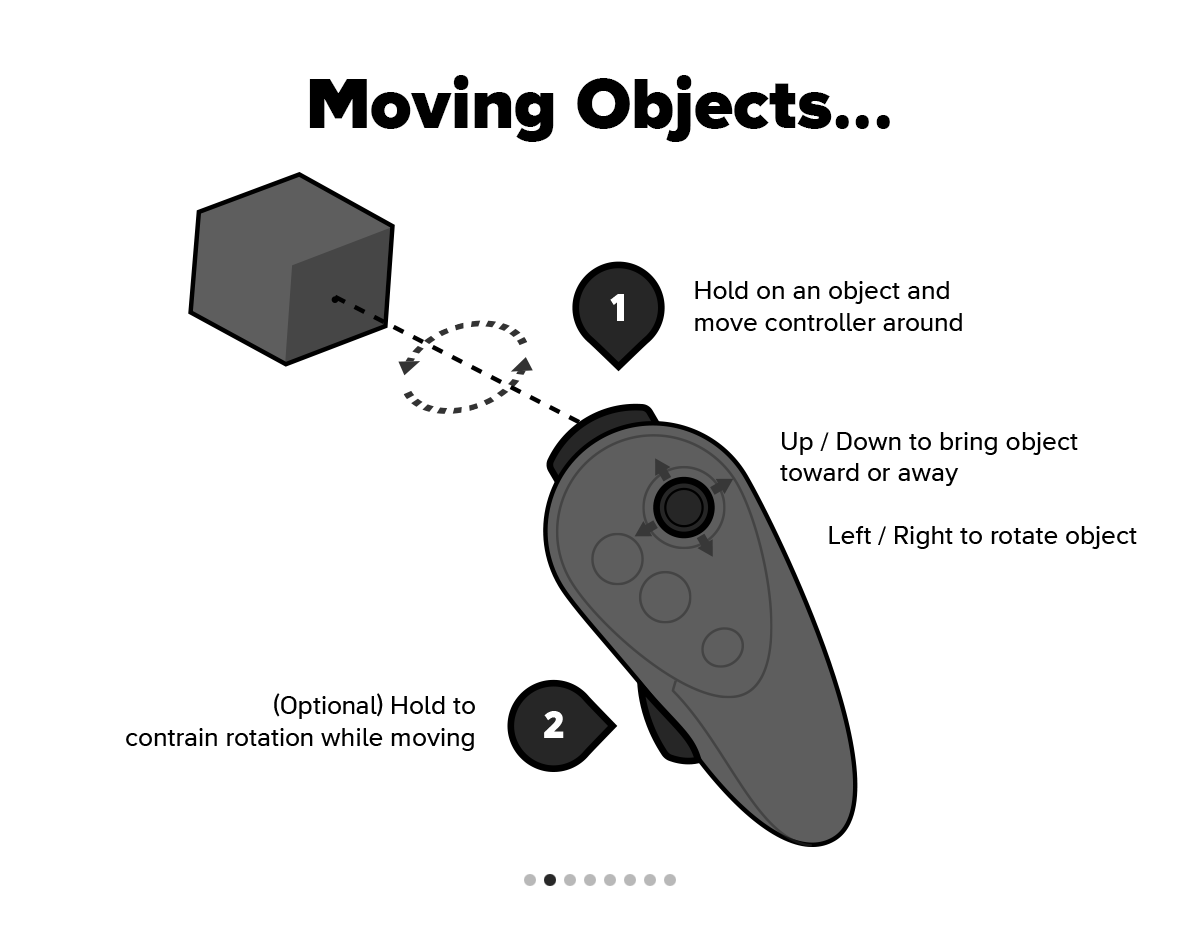 Moving Objects...
1
Hold on an object and
move controller around
Up / Down to bring object
toward or away
Left / Right to rotate object
(Optional) Hold to
contrain rotation while moving
2